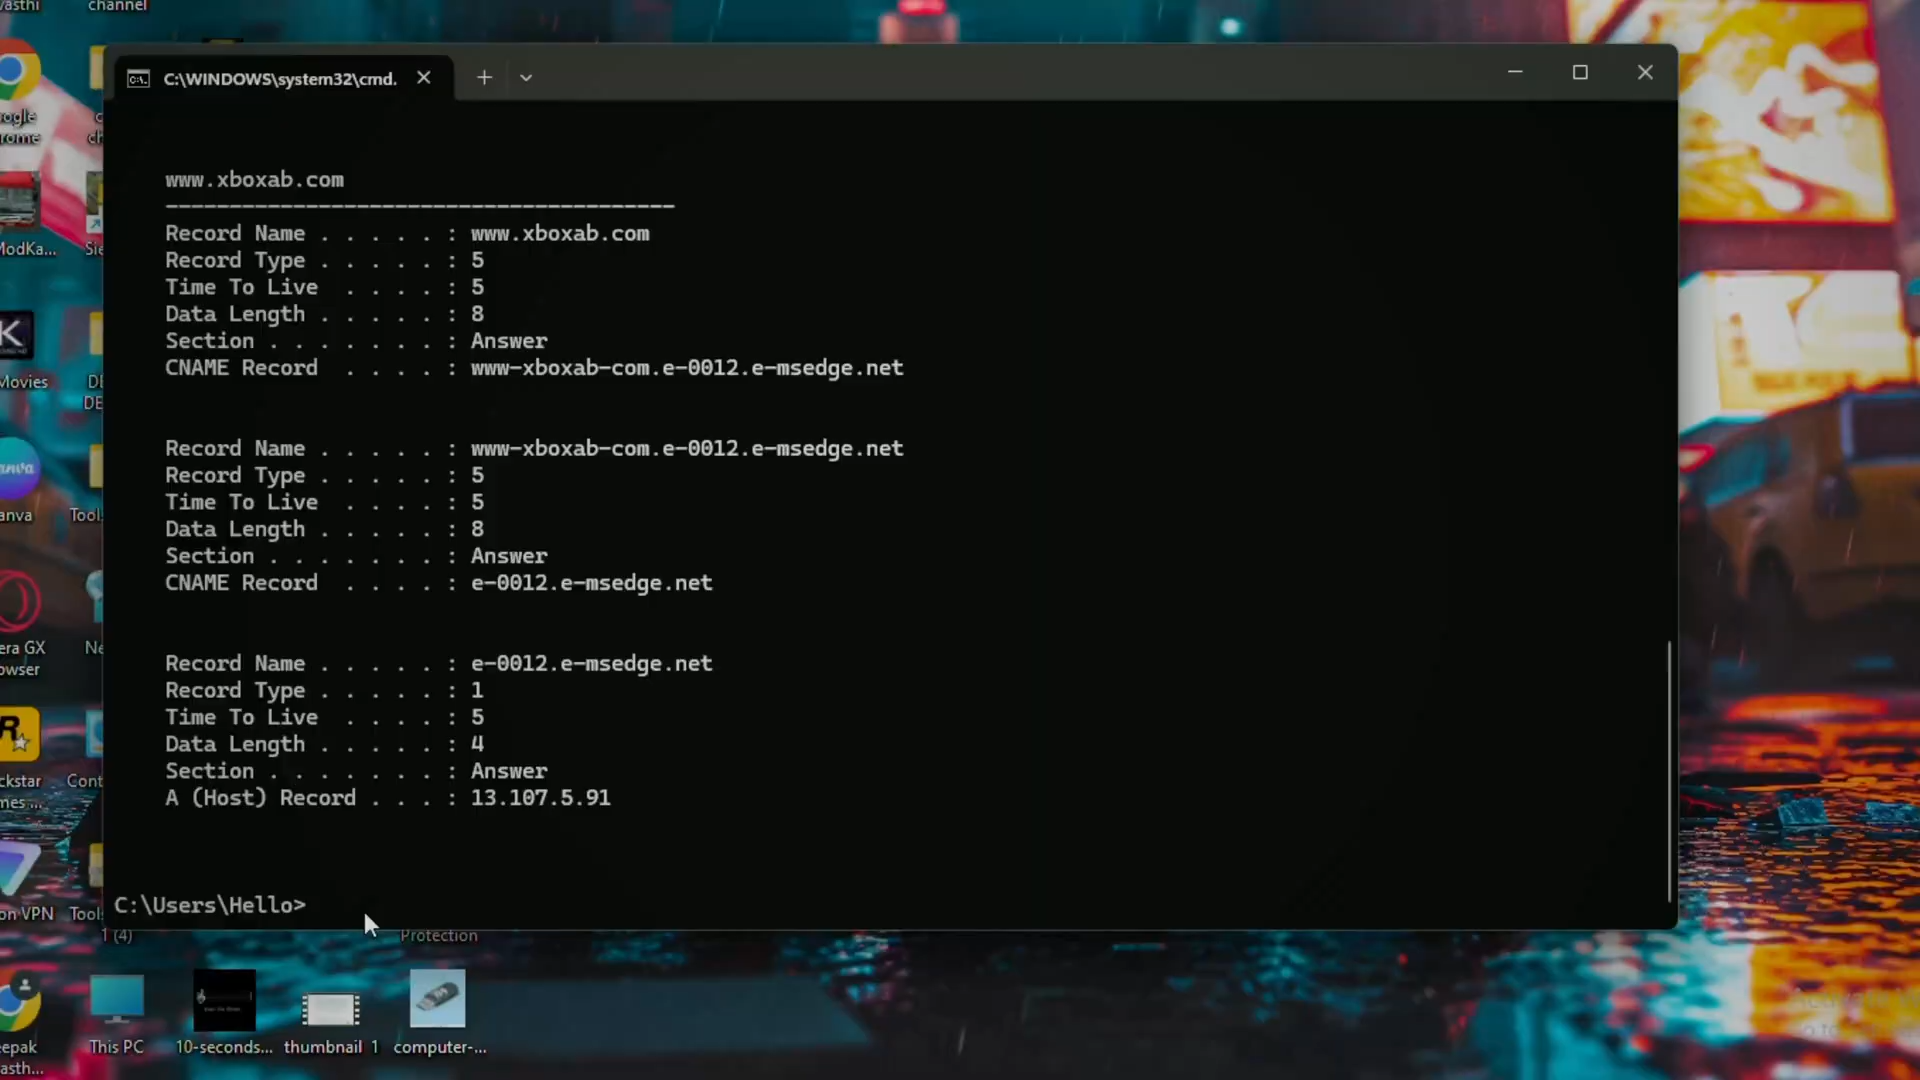 channel
C:\WINDOWS\system32\cmd.
www.xboxab.com
----------------------------------------
Record Name . . . . . : www.xboxab.com
Record Type . . . . . : 5
Time To Live  . . . . : 5
Data Length . . . . . : 8
Section . . . . . . . : Answer
CNAME Record  . . . . : www-xboxab-com.e-0012.e-msedge.net
Record Name . . . . . : www-xboxab-com.e-0012.e-msedge.net
Record Type . . . . . : 5
Time To Live  . . . . : 5
Data Length . . . . . : 8
Section . . . . . . . : Answer
CNAME Record  . . . . : e-0012.e-msedge.net
Record Name . . . . . : e-0012.e-msedge.net
Record Type . . . . . : 1
Time To Live  . . . . : 5
Data Length . . . . . : 4
Section . . . . . . . : Answer
A (Host) Record . . . : 13.107.5.91
C:\Users\Hello>
ModKa...
Movies
Tool
1 (4)
Protection
This PC
10-seconds...
thumbnail 1
computer-...